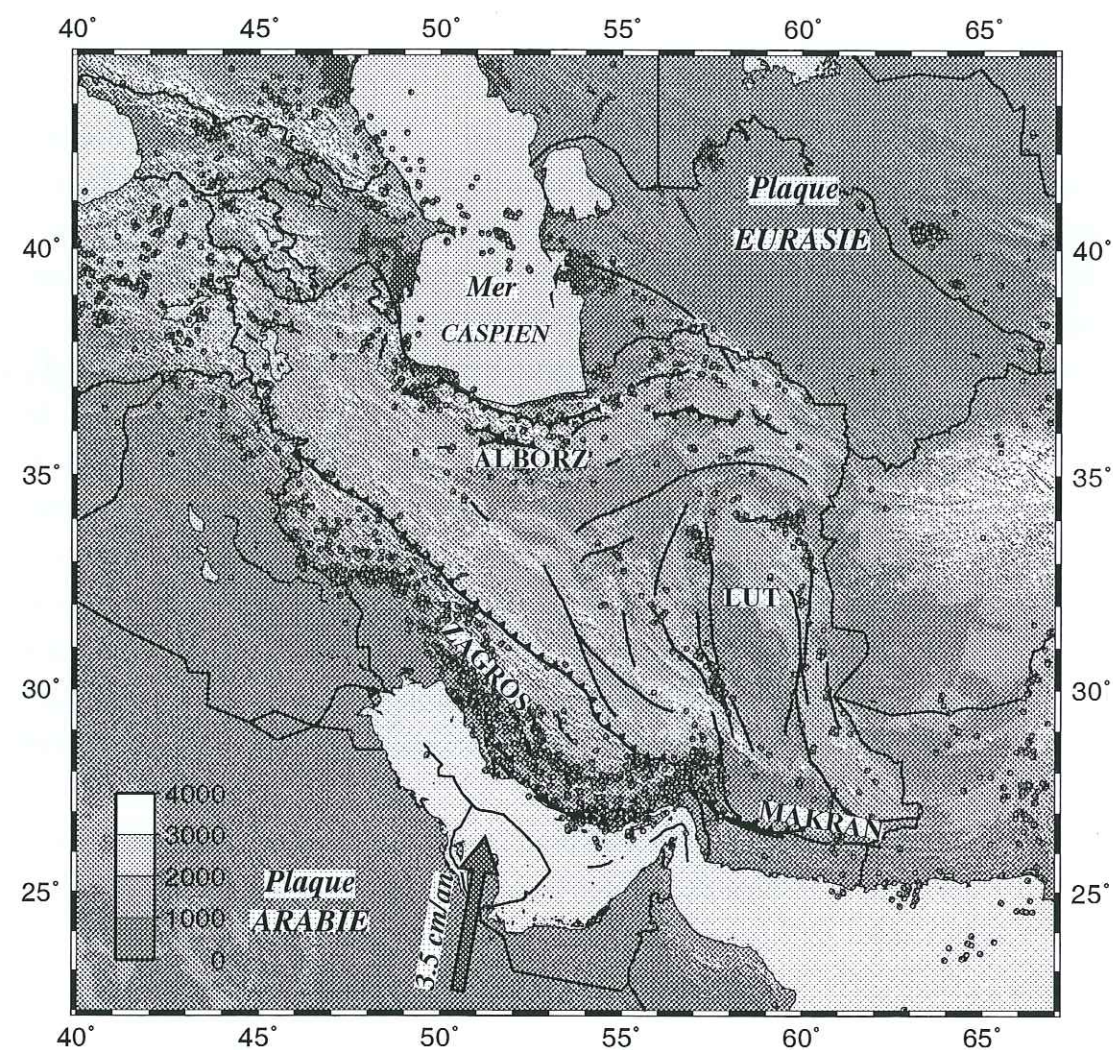 40° 45° 50° 55° 60° 65°
Plaque
EURASIE
40° 40°
Mer
CASPIEN
ALBORZ
35° 35°
LUT
ZAGROS
30° 30°
4000
3000
MAKRAN
2000
Plaque
25° 25°
1000
ARABIE
3.5 cm/an
0
40° 45° 50° 55° 60° 65°